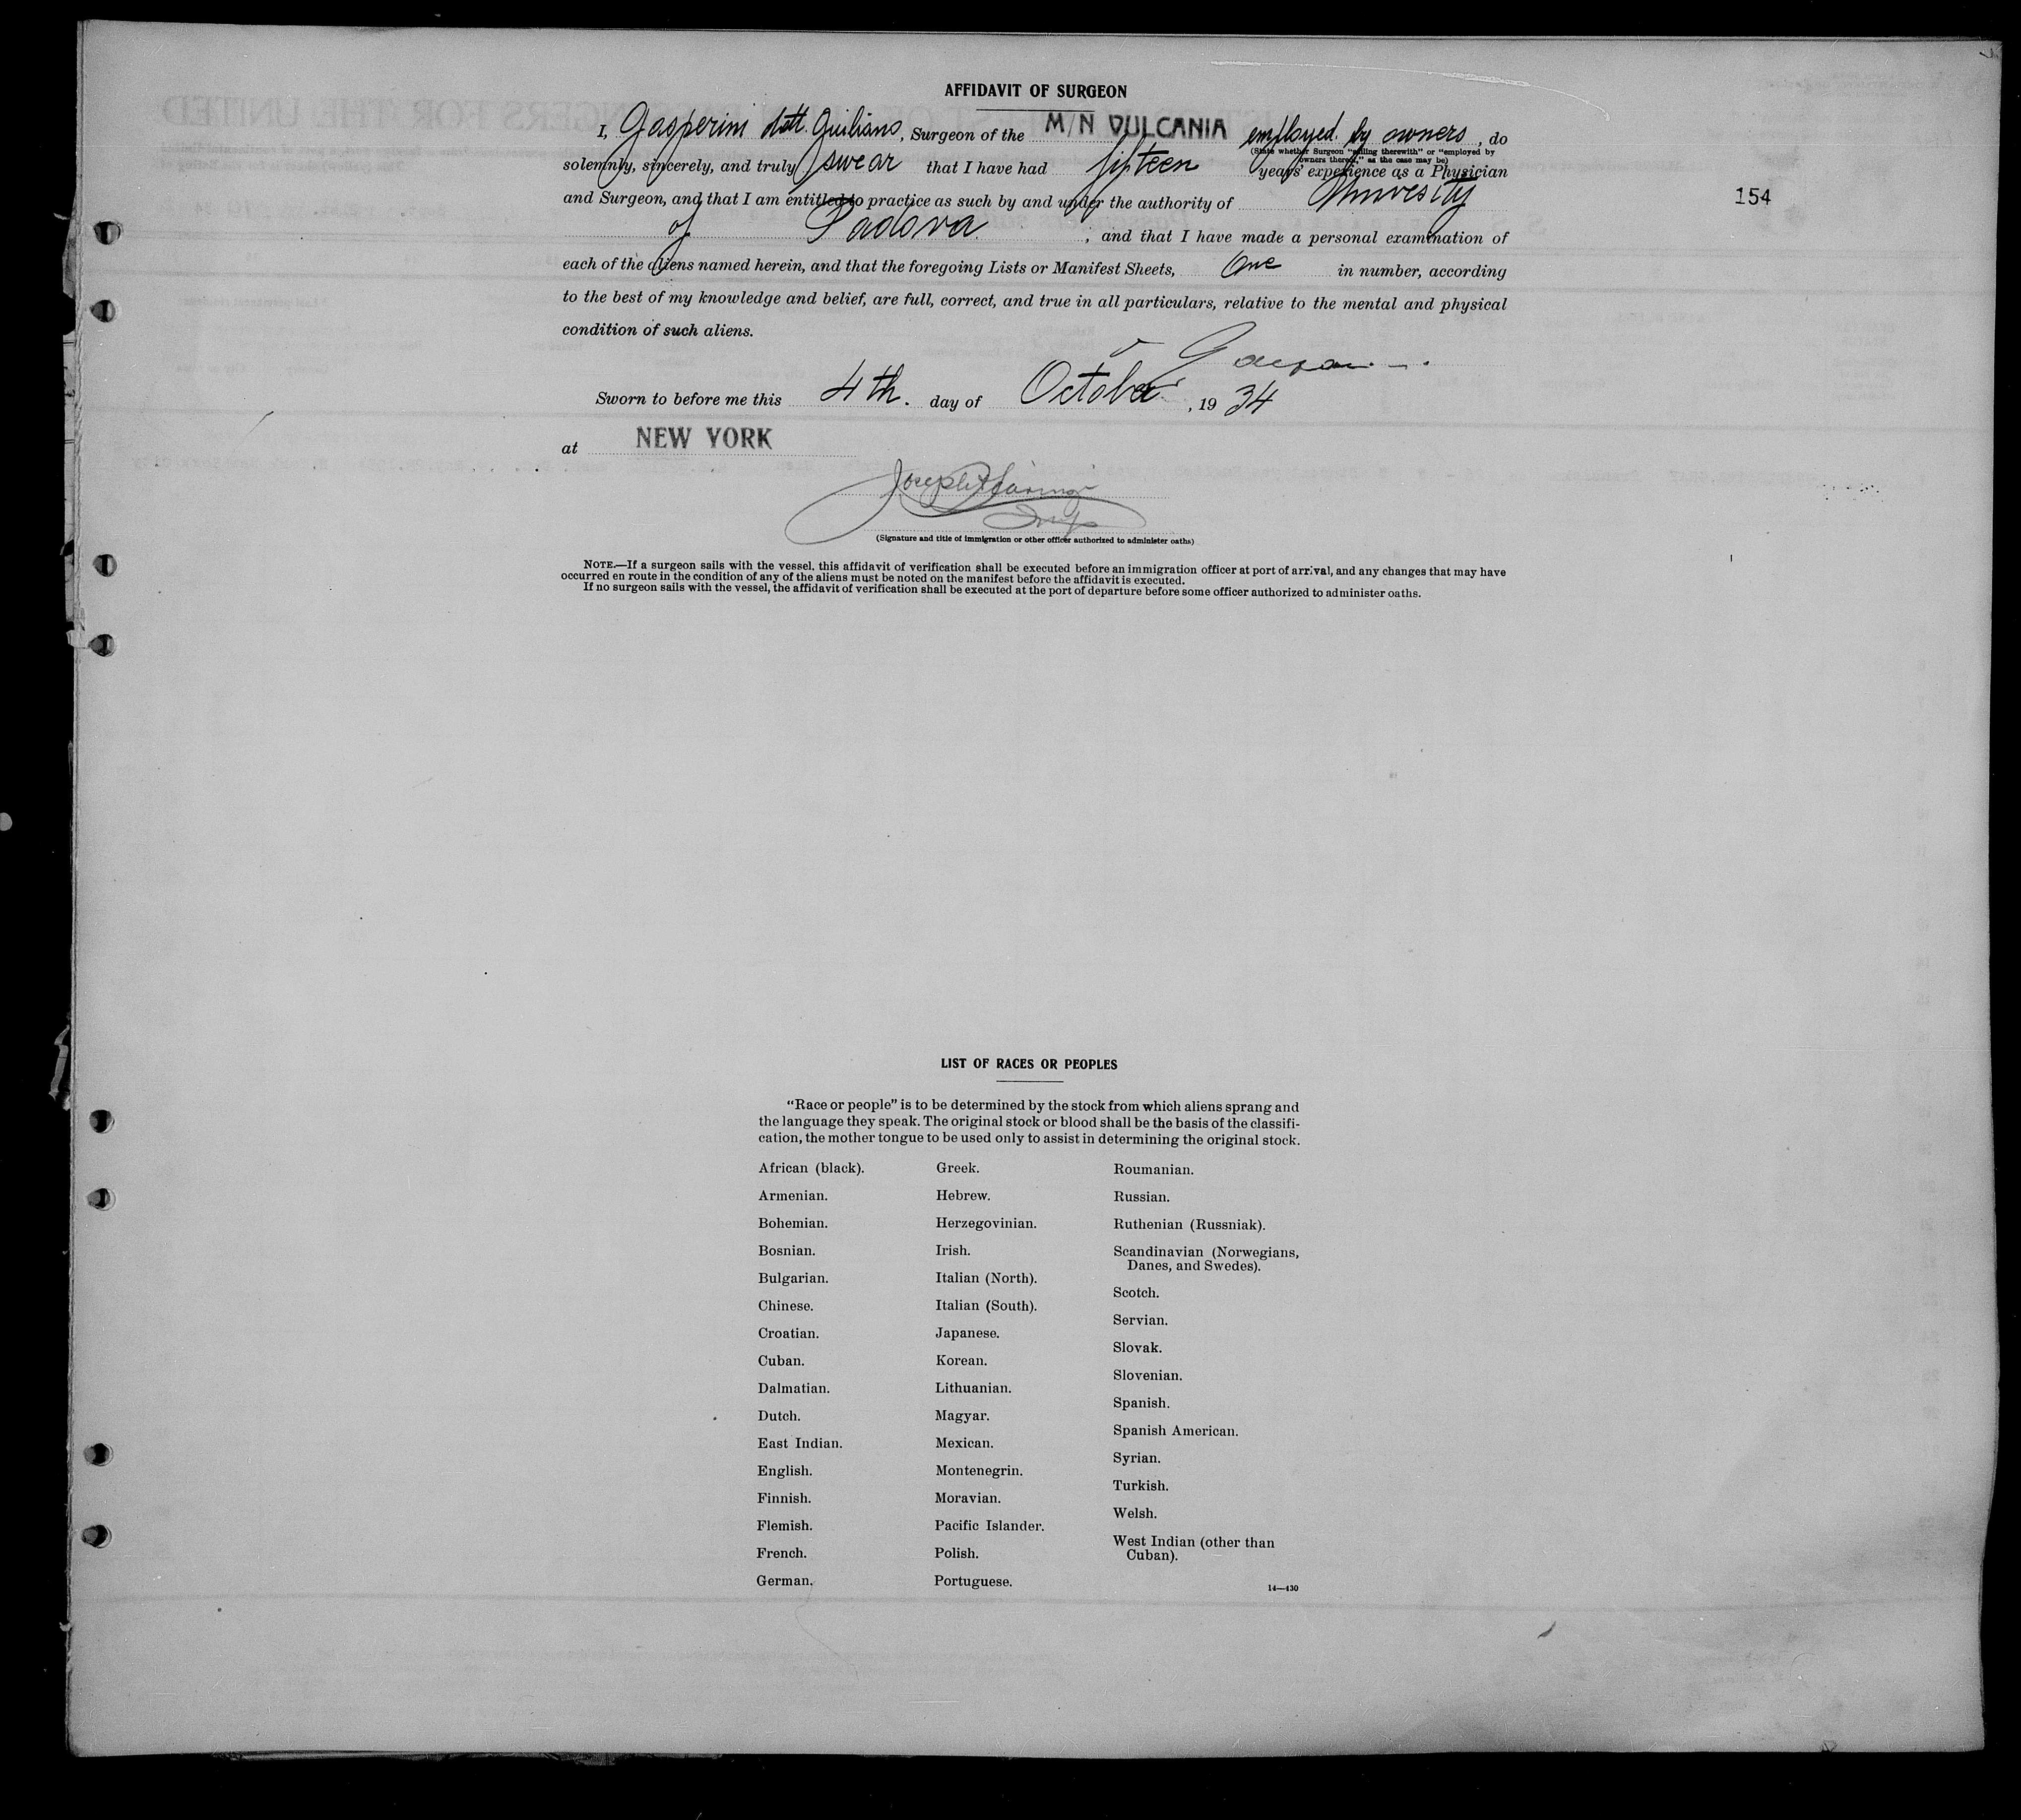 AFFIDAVIT OF SURGEON
I, Gasperini dott. Giuliano, Surgeon of the M/N VULCANIA employed by owners, do
(State whether Surgeon "sailing therewith" or "employed by
owners thereof," as the case may be)
solemnly, sincerely, and truly swear that I have had fifteen years' experience as a Physician
and Surgeon, and that I am entitled to practice as such by and under the authority of University
of Padova, and that I have made a personal examination of
each of the aliens named herein, and that the foregoing Lists or Manifest Sheets, One in number, according
to the best of my knowledge and belief, are full, correct, and true in all particulars, relative to the mental and physical
condition of such aliens.
Sworn to before me this 4th. day of October, 1934
at NEW YORK
Joseph
(Signature and title of immigration or other officer authorized to administer oaths)
NOTE.—If a surgeon sails with the vessel, this affidavit of verification shall be executed before an immigration officer at port of arrival, and any changes that may have
occurred en route in the condition of any of the aliens must be noted on the manifest before the affidavit is executed.
If no surgeon sails with the vessel, the affidavit of verification shall be executed at the port of departure before some officer authorized to administer oaths.
154
LIST OF RACES OR PEOPLES
"Race or people" is to be determined by the stock from which aliens sprang and
the language they speak. The original stock or blood shall be the basis of the classifi-
cation, the mother tongue to be used only to assist in determining the original stock.
African (black).
Armenian.
Bohemian.
Bosnian.
Bulgarian.
Chinese.
Croatian.
Cuban.
Dalmatian.
Dutch.
East Indian.
English.
Finnish.
Flemish.
French.
German.
Greek.
Hebrew.
Herzegovinian.
Irish.
Italian (North).
Italian (South).
Japanese.
Korean.
Lithuanian.
Magyar.
Mexican.
Montenegrin.
Moravian.
Pacific Islander.
Polish.
Portuguese.
Roumanian.
Russian.
Ruthenian (Russniak).
Scandinavian (Norwegians,
Danes, and Swedes).
Scotch.
Servian.
Slovak.
Slovenian.
Spanish.
Spanish American.
Syrian.
Turkish.
Welsh.
West Indian (other than
Cuban).
14—430